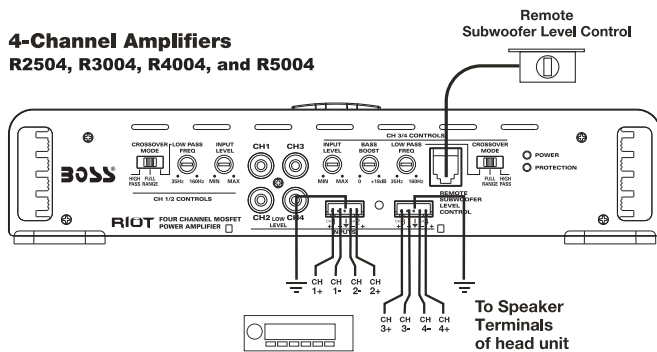 Remote
Subwoofer Level Control
4-Channel Amplifiers
R2504, R3004, R4004, and R5004
CH 3/4 CONTROLS
CROSSOVER MODE
LOW PASS FREQ
INPUT LEVEL
CH1
CH3
INPUT LEVEL
BASS BOOST
LOW PASS FREQ
CROSSOVER MODE
POWER
PROTECTION
BOSS
HIGH PASS
FULL RANGE
35Hz 160Hz
MIN MAX
MIN MAX
0 +18dB
35Hz 160Hz
FULL RANGE
HIGH PASS
CH 1/2 CONTROLS
REMOTE SUBWOOFER LEVEL CONTROL
RIOT
FOUR CHANNEL MOSFET POWER AMPLIFIER
CH2
CH4
LOW LEVEL
INPUTS
CH 1+
CH 1-
CH 2-
CH 2+
CH 3+
CH 3-
CH 4-
CH 4+
To Speaker
Terminals
of head unit